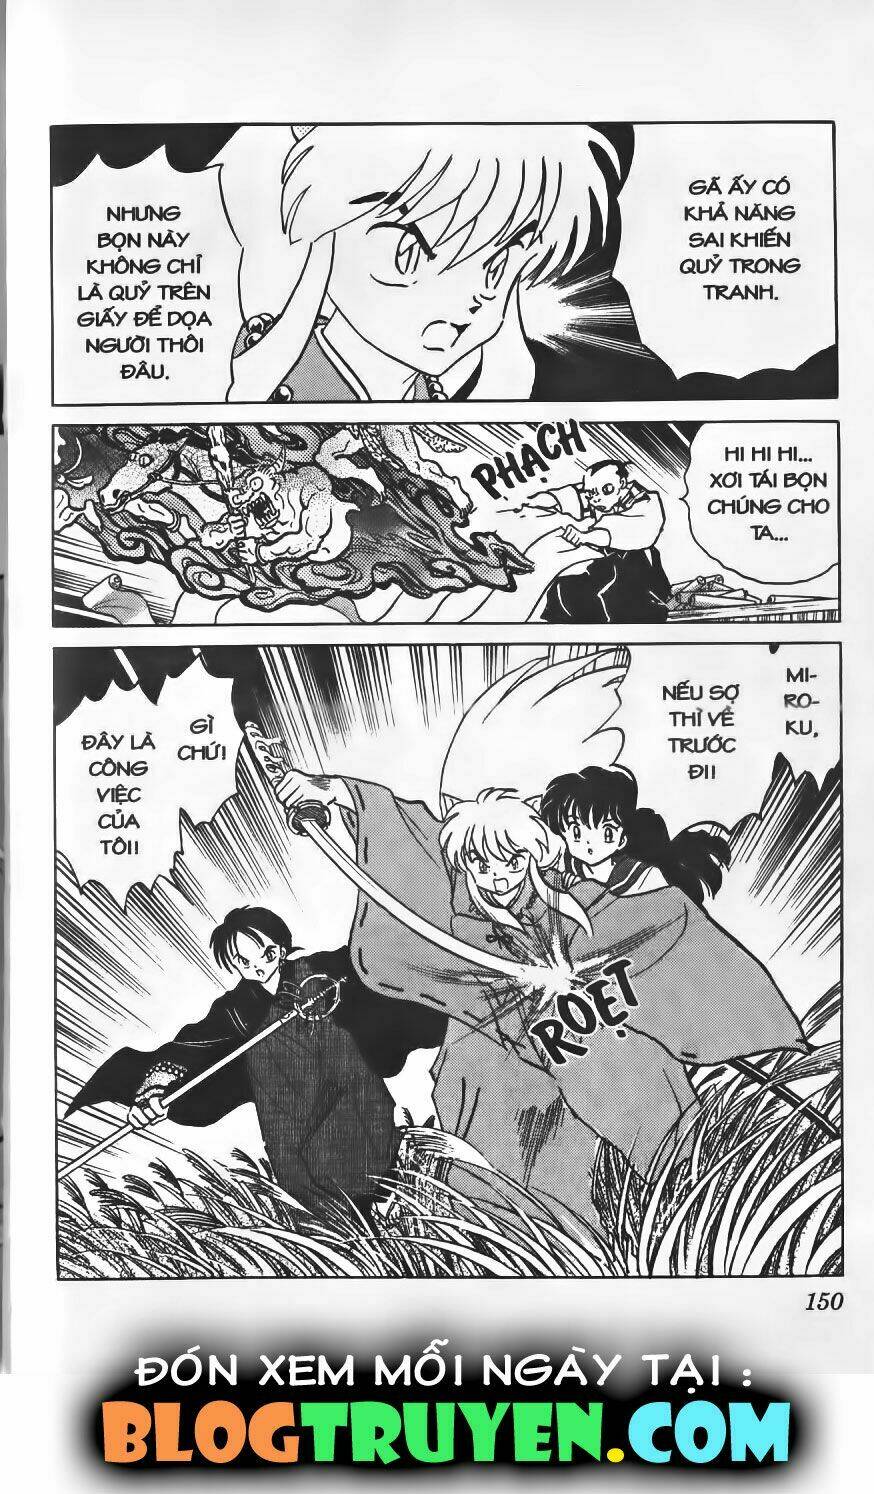 GÃ ẤY CÓ
KHẢ NĂNG
SAI KHIẾN
QUỶ TRONG
TRANH.
NHƯNG
BỌN NÀY
KHÔNG CHỈ
LÀ QUỶ TRÊN
GIẤY ĐỂ DỌA
NGƯỜI THÔI
ĐÂU.
HI HI HI...
XƠI TÁI BỌN
CHÚNG CHO
TA...
PHẠCH
MI-
RO-
KU,
NẾU SỢ
THÌ VỀ
TRƯỚC
ĐI!
GÌ
CHỨ!
ĐÂY LÀ
CÔNG
VIỆC
CỦA
TÔI!
ROẸT
150
ĐÓN XEM MỖI NGÀY TẠI :
BLOGTRUYEN.COM